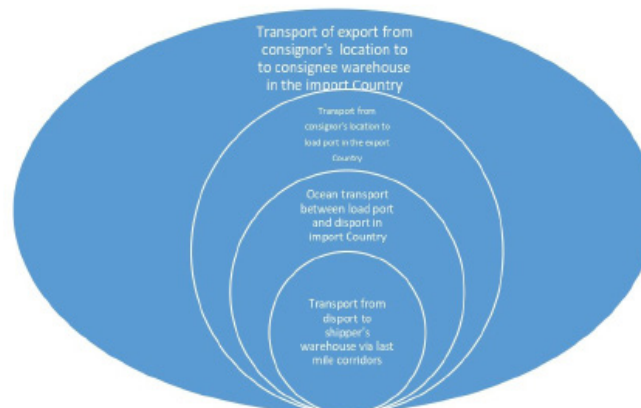 Transport of export from
consignor's location to
to consignee warehouse
in the import Country
Transport from
consignor's location to
load port in the export
Country
Ocean transport
between load port
and disport in
import Country
Transport from
disport to
shipper's
warehouse via last
mile corridors